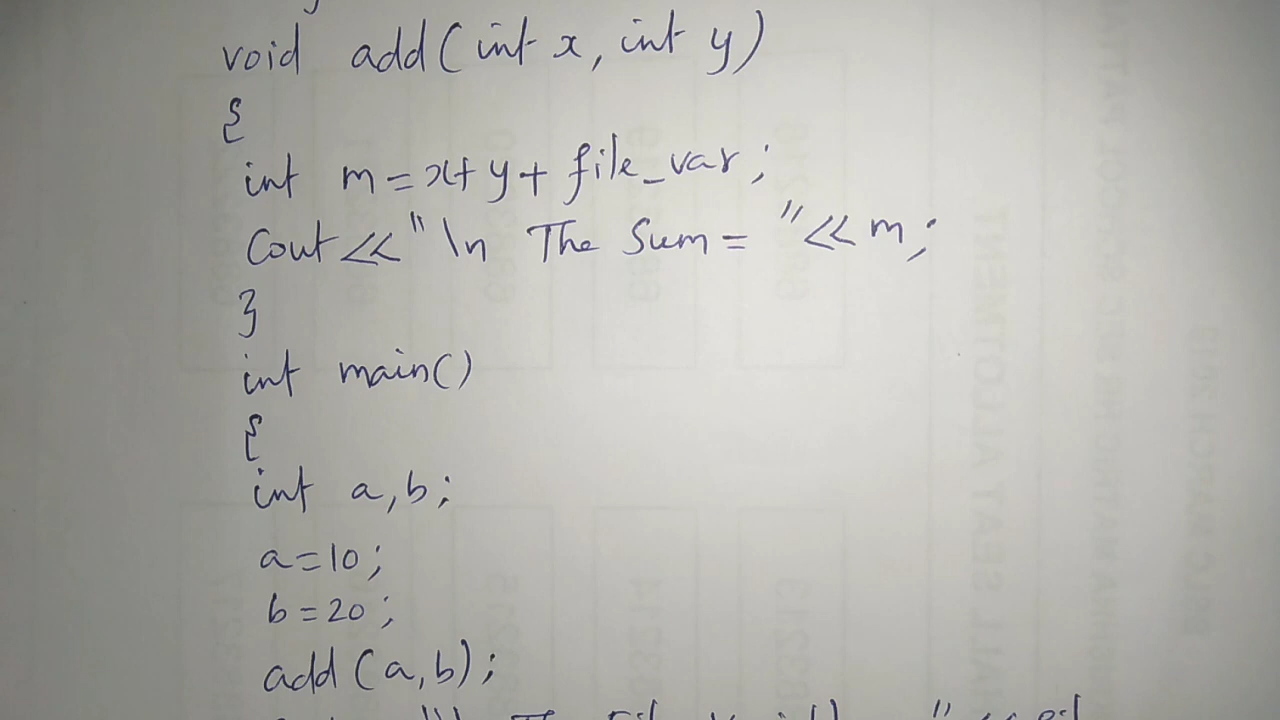 void add(int x, int y)
{
int m=x+y+file_var;
Cout<<"\n The Sum= "<<m;
}
int main()
{
int a,b;
a=10;
b=20;
add(a,b);